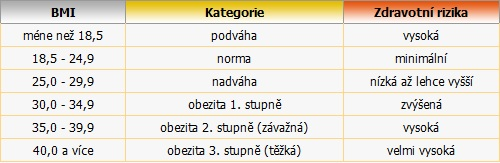 BMI Kategorie Zdravotní rizika
méne než 18,5 podváha vysoká
18,5 - 24,9 norma minimální
25,0 - 29,9 nadváha nízká až lehce vyšší
30,0 - 34,9 obezita 1. stupně zvýšená
35,0 - 39,9 obezita 2. stupně (závažná) vysoká
40,0 a více obezita 3. stupně (těžká) velmi vysoká